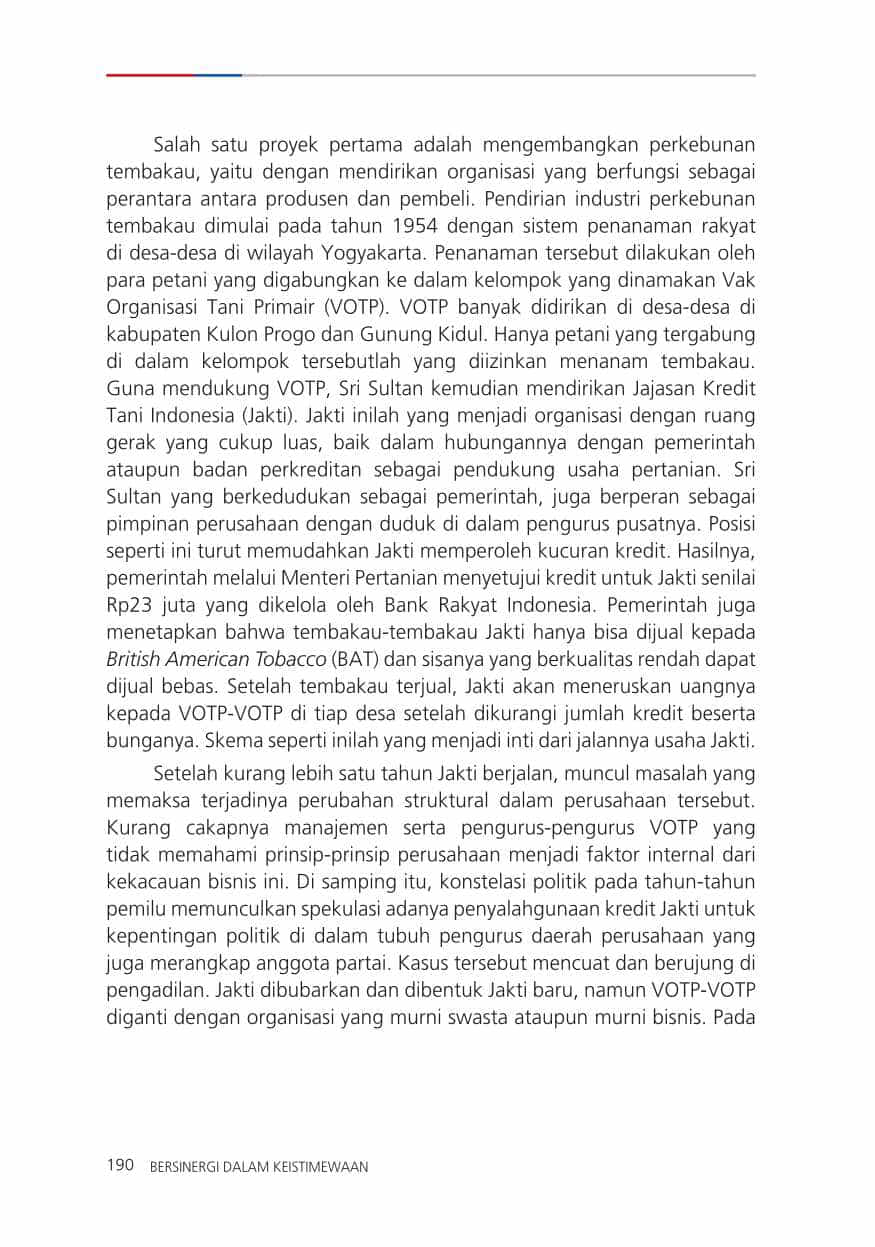 Salah satu proyek pertama adalah mengembangkan perkebunan
tembakau, yaitu dengan mendirikan organisasi yang berfungsi sebagai
perantara antara produsen dan pembeli. Pendirian industri perkebunan
tembakau dimulai pada tahun 1954 dengan sistem penanaman rakyat
di desa-desa di wilayah Yogyakarta. Penanaman tersebut dilakukan oleh
para petani yang digabungkan ke dalam kelompok yang dinamakan Vak
Organisasi Tani Primair (VOTP). VOTP banyak didirikan di desa-desa di
kabupaten Kulon Progo dan Gunung Kidul. Hanya petani yang tergabung
di dalam kelompok tersebutlah yang diizinkan menanam tembakau.
Guna mendukung VOTP, Sri Sultan kemudian mendirikan Jajasan Kredit
Tani Indonesia (Jakti). Jakti inilah yang menjadi organisasi dengan ruang
gerak yang cukup luas, baik dalam hubungannya dengan pemerintah
ataupun badan perkreditan sebagai pendukung usaha pertanian. Sri
Sultan yang berkedudukan sebagai pemerintah, juga berperan sebagai
pimpinan perusahaan dengan duduk di dalam pengurus pusatnya. Posisi
seperti ini turut memudahkan Jakti memperoleh kucuran kredit. Hasilnya,
pemerintah melalui Menteri Pertanian menyetujui kredit untuk Jakti senilai
Rp23 juta yang dikelola oleh Bank Rakyat Indonesia. Pemerintah juga
menetapkan bahwa tembakau-tembakau Jakti hanya bisa dijual kepada
British American Tobacco (BAT) dan sisanya yang berkualitas rendah dapat
dijual bebas. Setelah tembakau terjual, Jakti akan meneruskan uangnya
kepada VOTP-VOTP di tiap desa setelah dikurangi jumlah kredit beserta
bunganya. Skema seperti inilah yang menjadi inti dari jalannya usaha Jakti.
Setelah kurang lebih satu tahun Jakti berjalan, muncul masalah yang
memaksa terjadinya perubahan struktural dalam perusahaan tersebut.
Kurang cakapnya manajemen serta pengurus-pengurus VOTP yang
tidak memahami prinsip-prinsip perusahaan menjadi faktor internal dari
kekacauan bisnis ini. Di samping itu, konstelasi politik pada tahun-tahun
pemilu memunculkan spekulasi adanya penyalahgunaan kredit Jakti untuk
kepentingan politik di dalam tubuh pengurus daerah perusahaan yang
juga merangkap anggota partai. Kasus tersebut mencuat dan berujung di
pengadilan. Jakti dibubarkan dan dibentuk Jakti baru, namun VOTP-VOTP
diganti dengan organisasi yang murni swasta ataupun murni bisnis. Pada
190 BERSINERGI DALAM KEISTIMEWAAN